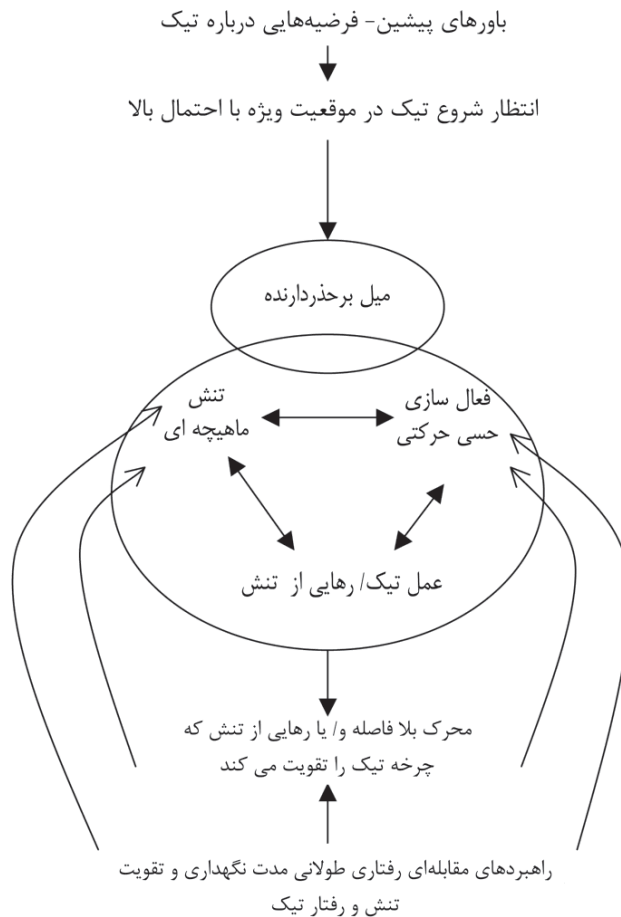 باورهای پیشین- فرضیه‌هایی درباره تیک
انتظار شروع تیک در موقعیت ویژه با احتمال بالا
میل برحذردارنده
فعال سازی
حسی حرکتی
تنش
ماهیچه ای
عمل تیک/ رهایی از تنش
محرک بلا فاصله و/ یا رهایی از تنش که
چرخه تیک را تقویت می کند
راهبردهای مقابله‌ای رفتاری طولانی مدت نگهداری و تقویت
تنش و رفتار تیک